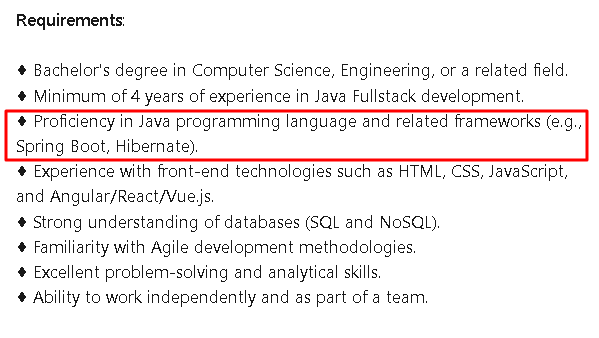 Requirements:
♦ Bachelor's degree in Computer Science, Engineering, or a related field.
♦ Minimum of 4 years of experience in Java Fullstack development.
♦ Proficiency in Java programming language and related frameworks (e.g.,
Spring Boot, Hibernate).
♦ Experience with front-end technologies such as HTML, CSS, JavaScript,
and Angular/React/Vue.js.
♦ Strong understanding of databases (SQL and NoSQL).
♦ Familiarity with Agile development methodologies.
♦ Excellent problem-solving and analytical skills.
♦ Ability to work independently and as part of a team.